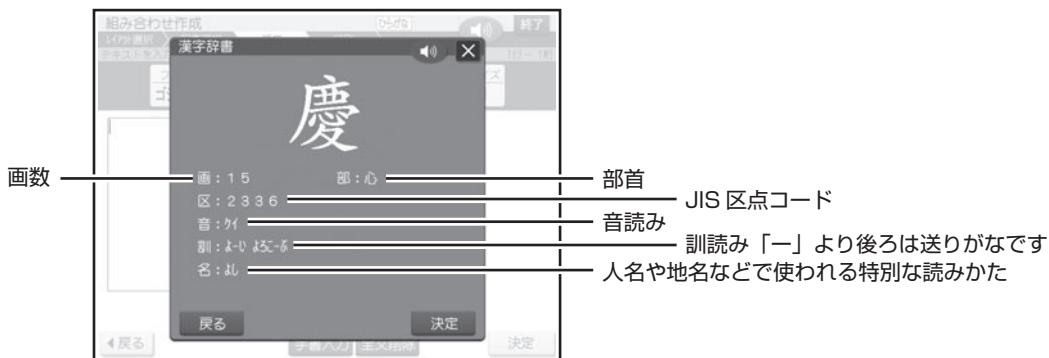 組み合わせ作成
ひらがな
終了
漢字辞書
慶
画数
画:15 部:心
部首
区:2336
JIS 区点コード
音:ｹｲ
音読み
訓:よ-い よろこ-ぶ
訓読み「ー」より後ろは送りがなです
名:よし
人名や地名などで使われる特別な読みかた
戻る
決定
戻る
手書入力
全文削除
決定